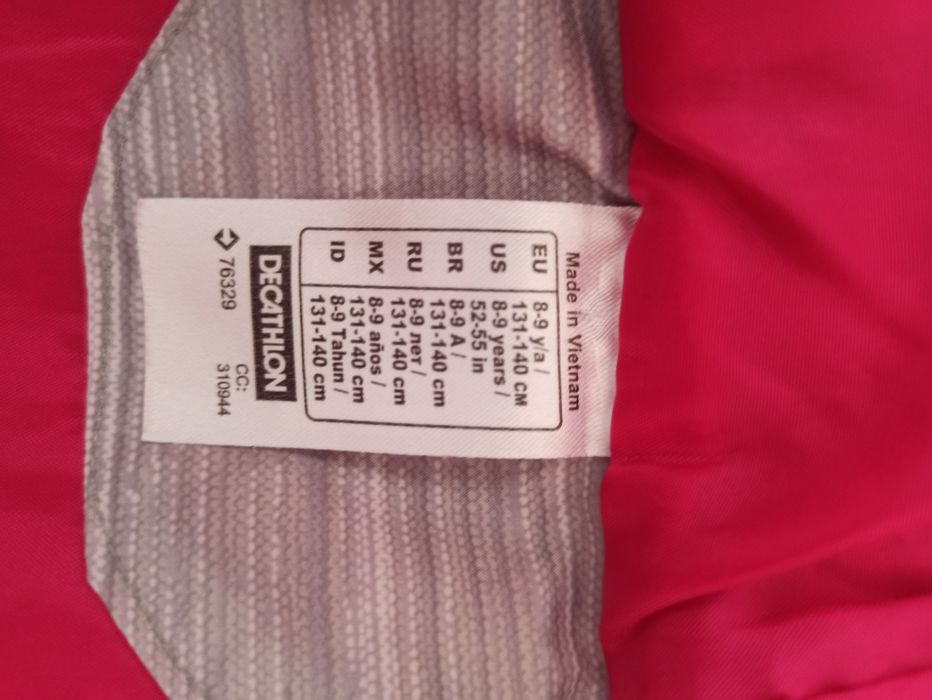 Made in Vietnam
EU 8-9 y/a /
131-140 CM
US 8-9 years /
52-55 in
BR 8-9 A /
131-140 cm
RU 8-9 лет /
131-140 cm
MX 8-9 años /
131-140 cm
ID 8-9 Tahun /
131-140 cm
DECATHLON
76329 CC:
310944